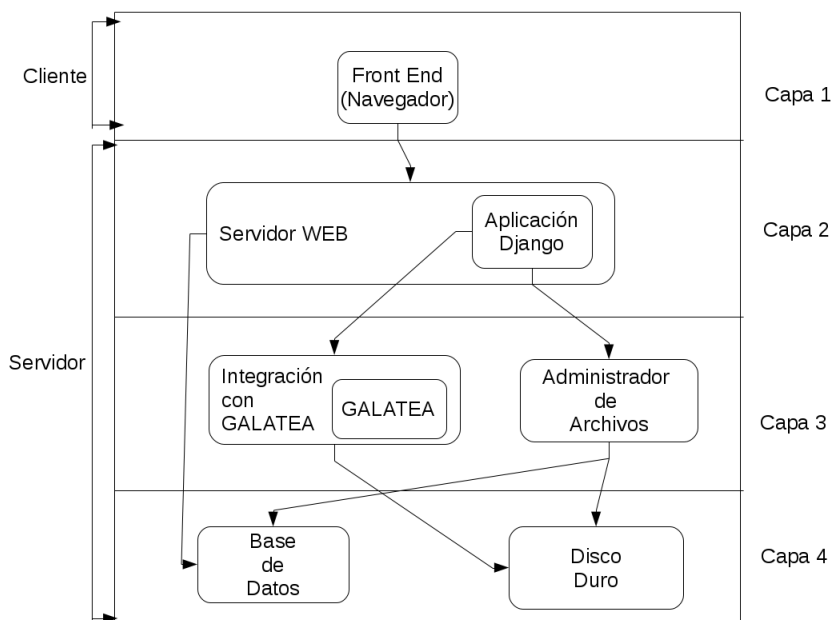 Cliente
Front End
(Navegador)
Capa 1
Servidor WEB
Aplicación
Django
Capa 2
Servidor
Integración
con
GALATEA
GALATEA
Administrador
de
Archivos
Capa 3
Base
de
Datos
Disco
Duro
Capa 4